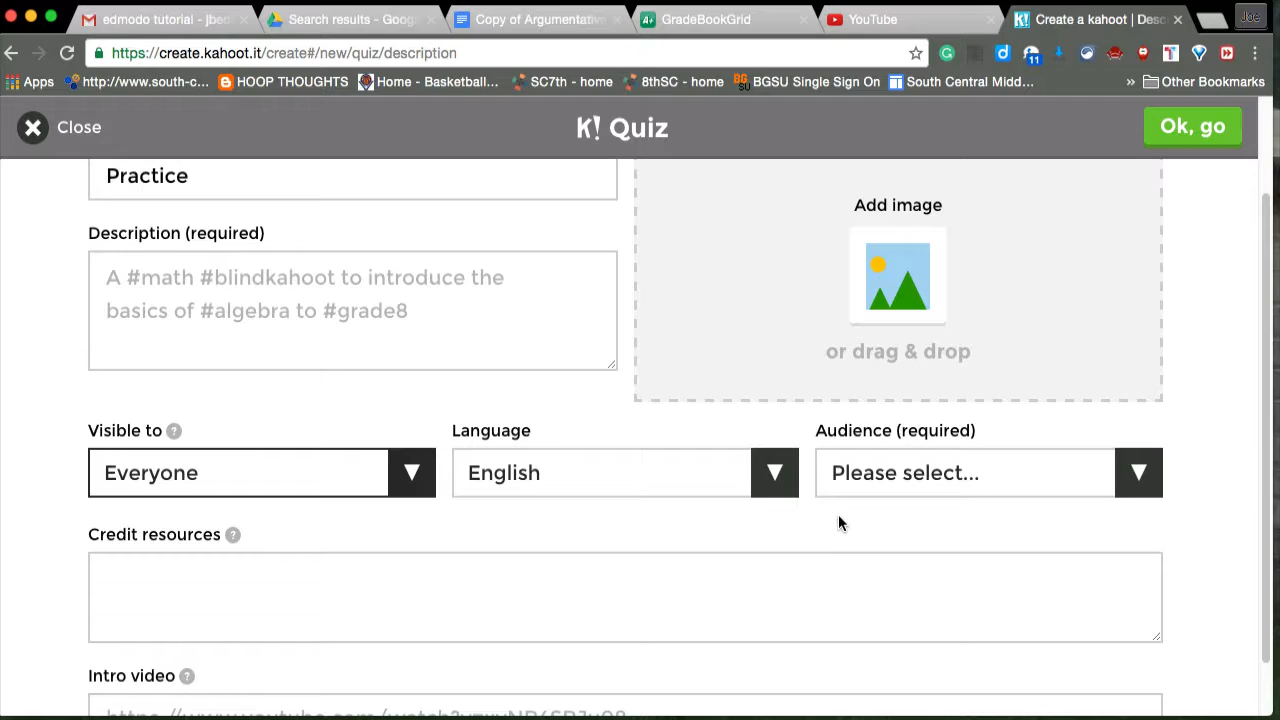 edmodo tutorial - jbed
Search results - Goog
Copy of Argumentative
GradeBookGrid
YouTube
Create a kahoot | Desc
Joe
https://create.kahoot.it/create#/new/quiz/description
11
Apps
http://www.south-c...
HOOP THOUGHTS
Home - Basketball...
SC7th - home
8thSC - home
BGSU Single Sign On
South Central Midd...
» Other Bookmarks
Close
K! Quiz
Ok, go
Practice
Add image
Description (required)
A #math #blindkahoot to introduce the
basics of #algebra to #grade8
or drag & drop
Visible to ?
Language
Audience (required)
Everyone
English
Please select...
Credit resources ?
Intro video ?